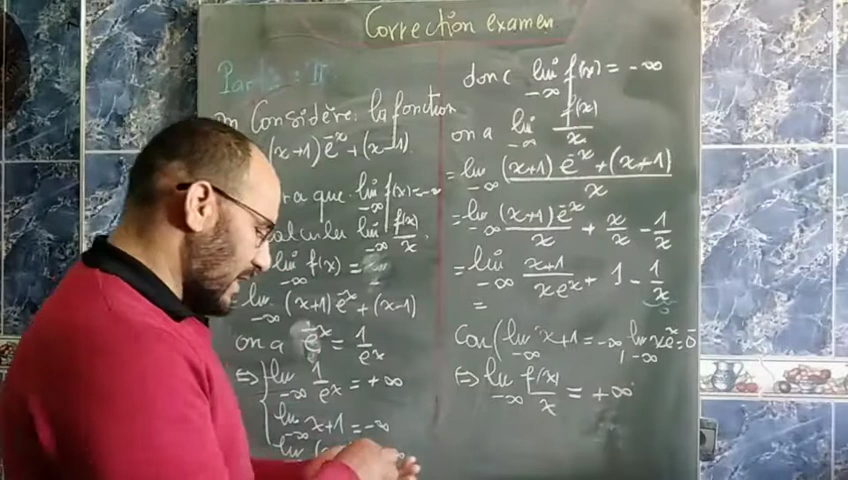 Correction examen
Partie: II
On Considère: la fonction
(x+1)e^-x + (x-1)
que lim f(x) = -∞
-∞
lim f(x)/x
-∞
lim f(x) =
-∞
lim (x+1)e^-x + (x-1)
-∞
on a e^-x = 1/e^x
⇔ lim 1/e^x = +∞
-∞
lim x+1 = -∞
-∞
lim
donc lim f(x) = -∞
-∞
on a lim f(x)/x
-∞
= lim ((x+1)e^-x + (x+1))/x
-∞
= lim ((x+1)e^-x)/x + x/x - 1/x
-∞
= lim (x+1)/(xe^x) + 1 - 1/x
-∞
=
Car (lim x+1 = -∞ lim xe^x = 0^-
-∞ -∞
⇔ lim f(x)/x = +∞
-∞